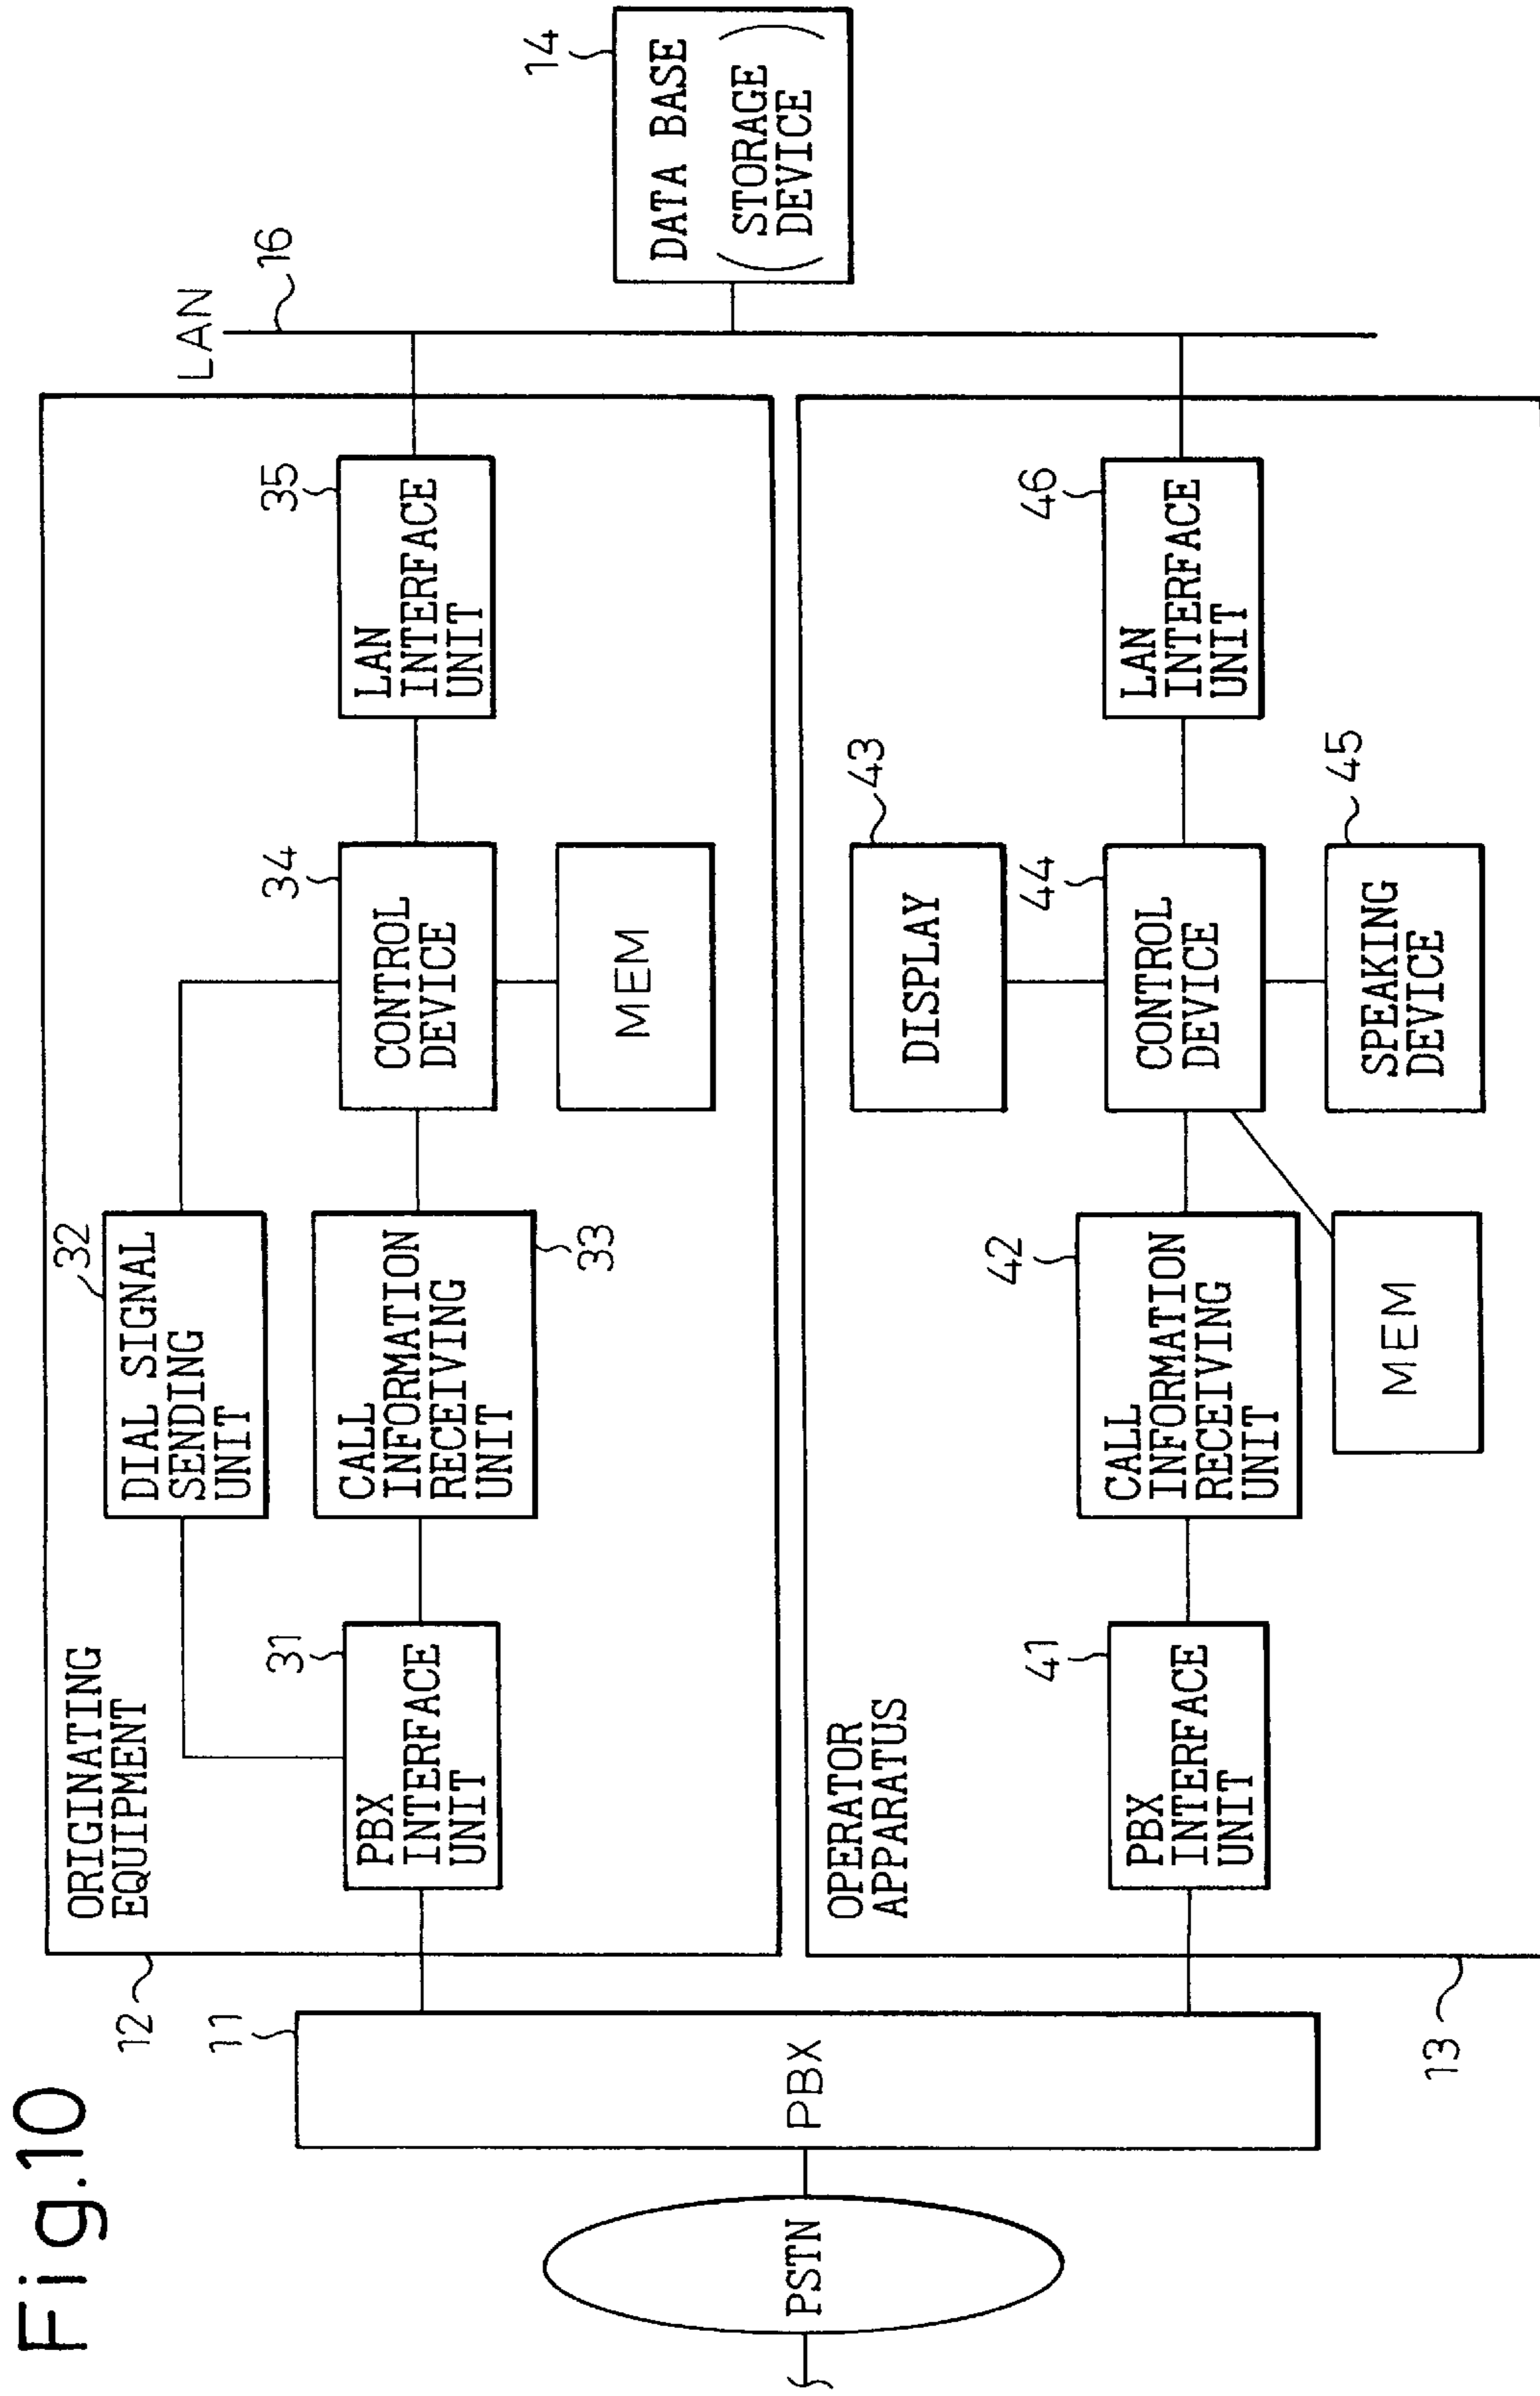 Fig.10
PSTN
PBX
11
12
ORIGINATING
EQUIPMENT
PBX
INTERFACE
UNIT
31
DIAL SIGNAL
SENDING
UNIT
32
CALL
INFORMATION
RECEIVING
UNIT
33
CONTROL
DEVICE
34
MEM
LAN
INTERFACE
UNIT
35
LAN
16
DATA BASE
(STORAGE
DEVICE)
14
13
OPERATOR
APPARATUS
PBX
INTERFACE
UNIT
41
CALL
INFORMATION
RECEIVING
UNIT
42
MEM
DISPLAY
43
CONTROL
DEVICE
44
SPEAKING
DEVICE
45
LAN
INTERFACE
UNIT
46